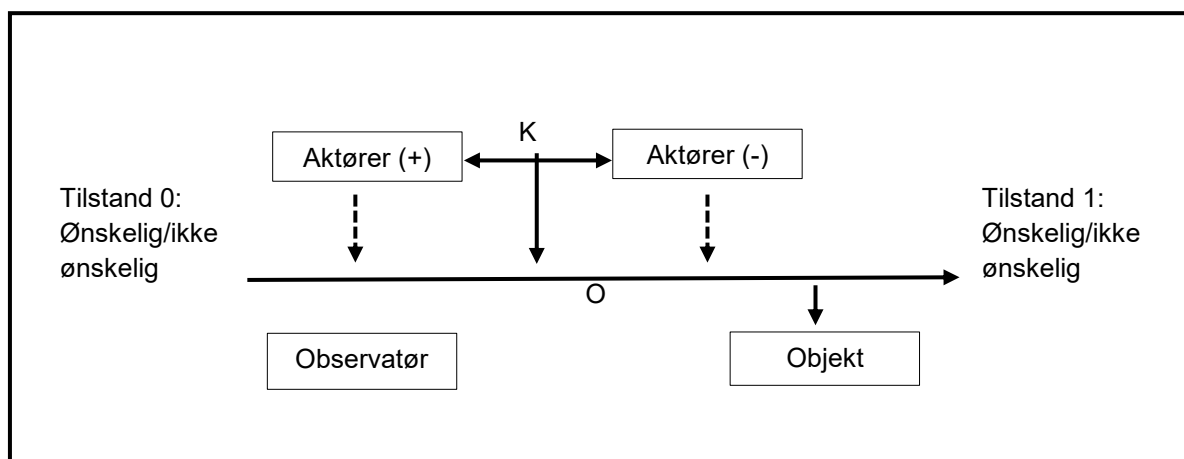 K
Aktører (+)
Aktører (-)
Tilstand 0:
Ønskelig/ikke
ønskelig
Tilstand 1:
Ønskelig/ikke
ønskelig
O
Observatør
Objekt